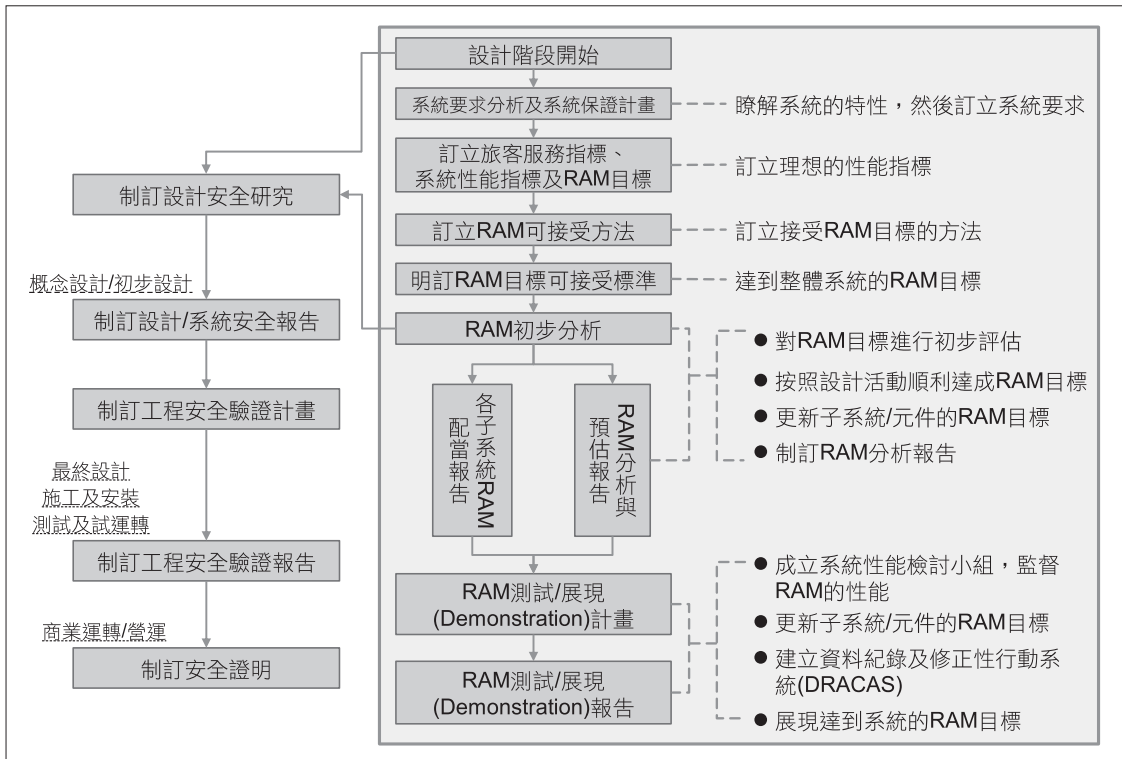 設計階段開始
系統要求分析及系統保證計畫
瞭解系統的特性，然後訂立系統要求
訂立旅客服務指標、
系統性能指標及RAM目標
訂立理想的性能指標
訂立RAM可接受方法
訂立接受RAM目標的方法
明訂RAM目標可接受標準
達到整體系統的RAM目標
RAM初步分析
● 對RAM目標進行初步評估
● 按照設計活動順利達成RAM目標
● 更新子系統/元件的RAM目標
● 制訂RAM分析報告
各子系統RAM
配當報告
RAM分析與
預估報告
RAM測試/展現
(Demonstration)計畫
RAM測試/展現
(Demonstration)報告
● 成立系統性能檢討小組，監督
RAM的性能
● 更新子系統/元件的RAM目標
● 建立資料紀錄及修正性行動系
統(DRACAS)
● 展現達到系統的RAM目標
制訂設計安全研究
概念設計/初步設計
制訂設計/系統安全報告
制訂工程安全驗證計畫
最終設計
施工及安裝
測試及試運轉
制訂工程安全驗證報告
商業運轉/營運
制訂安全證明